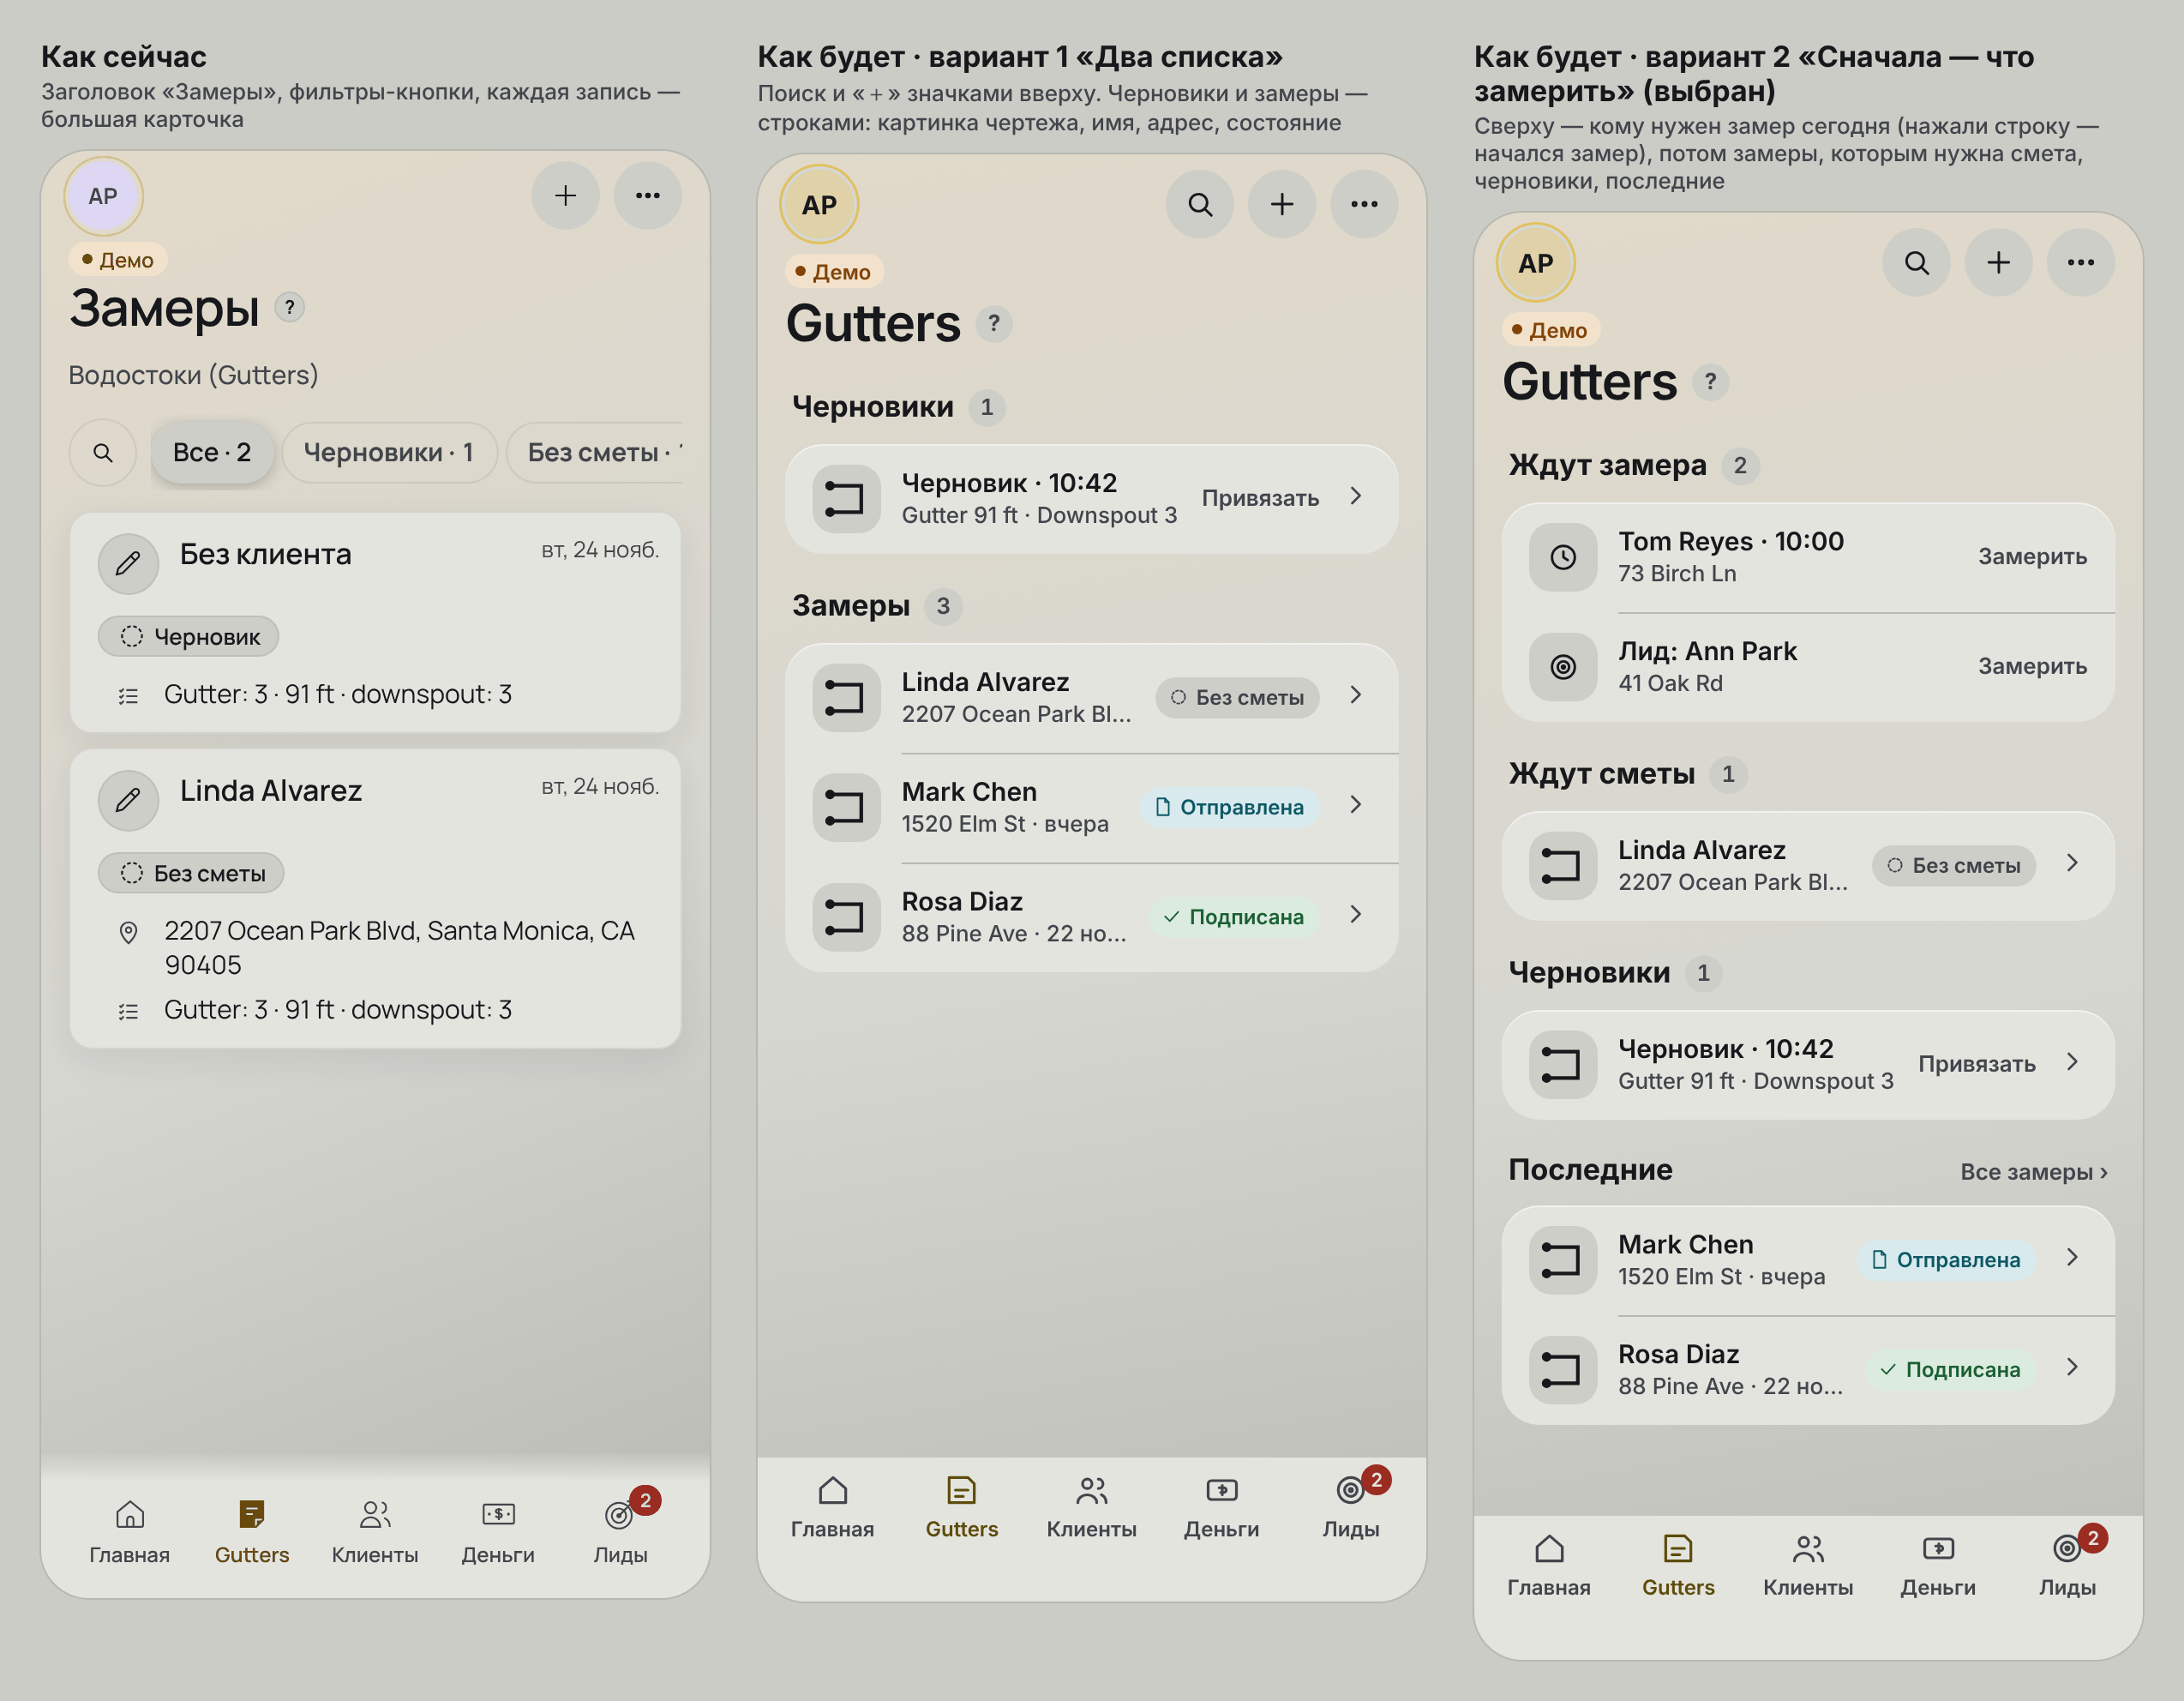 Как сейчас
Заголовок «Замеры», фильтры-кнопки, каждая запись —
большая карточка
AP
Демо
Замеры ?
Водостоки (Gutters)
Все · 2
Черновики · 1
Без сметы ·
Без клиента
вт, 24 нояб.
Черновик
Gutter: 3 · 91 ft · downspout: 3
Linda Alvarez
вт, 24 нояб.
Без сметы
2207 Ocean Park Blvd, Santa Monica, CA
90405
Gutter: 3 · 91 ft · downspout: 3
2
Главная
Gutters
Клиенты
Деньги
Лиды
Как будет · вариант 1 «Два списка»
Поиск и «+» значками вверху. Черновики и замеры —
строками: картинка чертежа, имя, адрес, состояние
AP
Демо
Gutters ?
Черновики 1
Черновик · 10:42
Gutter 91 ft · Downspout 3
Привязать
Замеры 3
Linda Alvarez
2207 Ocean Park Bl...
Без сметы
Mark Chen
1520 Elm St · вчера
Отправлена
Rosa Diaz
88 Pine Ave · 22 но...
Подписана
2
Главная
Gutters
Клиенты
Деньги
Лиды
Как будет · вариант 2 «Сначала — что
замерить» (выбран)
Сверху — кому нужен замер сегодня (нажали строку —
начался замер), потом замеры, которым нужна смета,
черновики, последние
AP
Демо
Gutters ?
Ждут замера 2
Tom Reyes · 10:00
73 Birch Ln
Замерить
Лид: Ann Park
41 Oak Rd
Замерить
Ждут сметы 1
Linda Alvarez
2207 Ocean Park Bl...
Без сметы
Черновики 1
Черновик · 10:42
Gutter 91 ft · Downspout 3
Привязать
Последние
Все замеры ›
Mark Chen
1520 Elm St · вчера
Отправлена
Rosa Diaz
88 Pine Ave · 22 но...
Подписана
2
Главная
Gutters
Клиенты
Деньги
Лиды